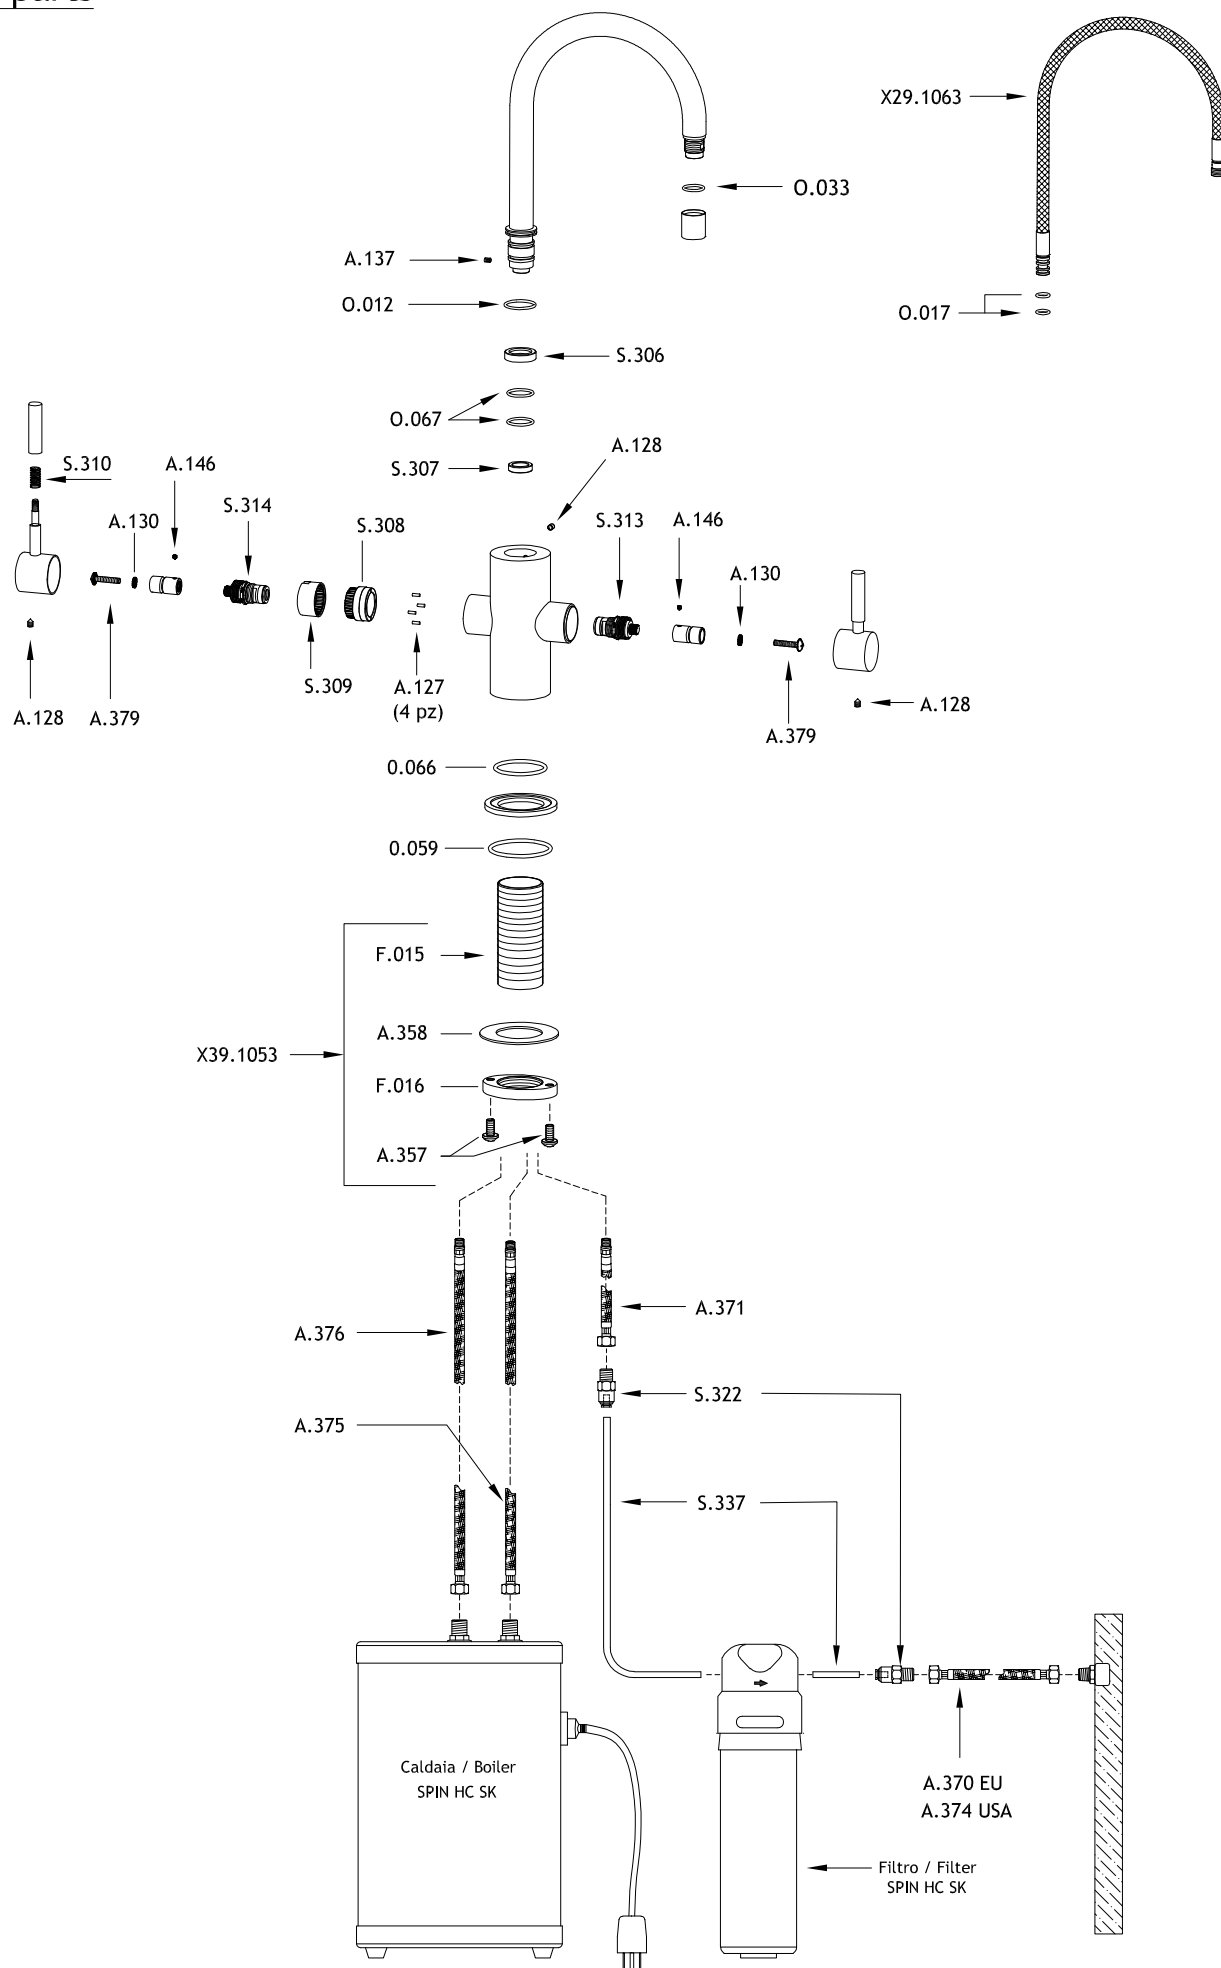 parts
X29.1063
O.033
A.137
O.012
O.017
S.306
O.067
A.128
S.307
S.310
A.146
S.314
A.130
S.308
S.313
A.146
A.130
S.309
A.127
(4 pz)
A.128
A.379
A.128
A.379
0.066
0.059
F.015
A.358
X39.1053
F.016
A.357
A.371
A.376
S.322
A.375
S.337
Caldaia / Boiler
SPIN HC SK
A.370 EU
A.374 USA
Filtro / Filter
SPIN HC SK